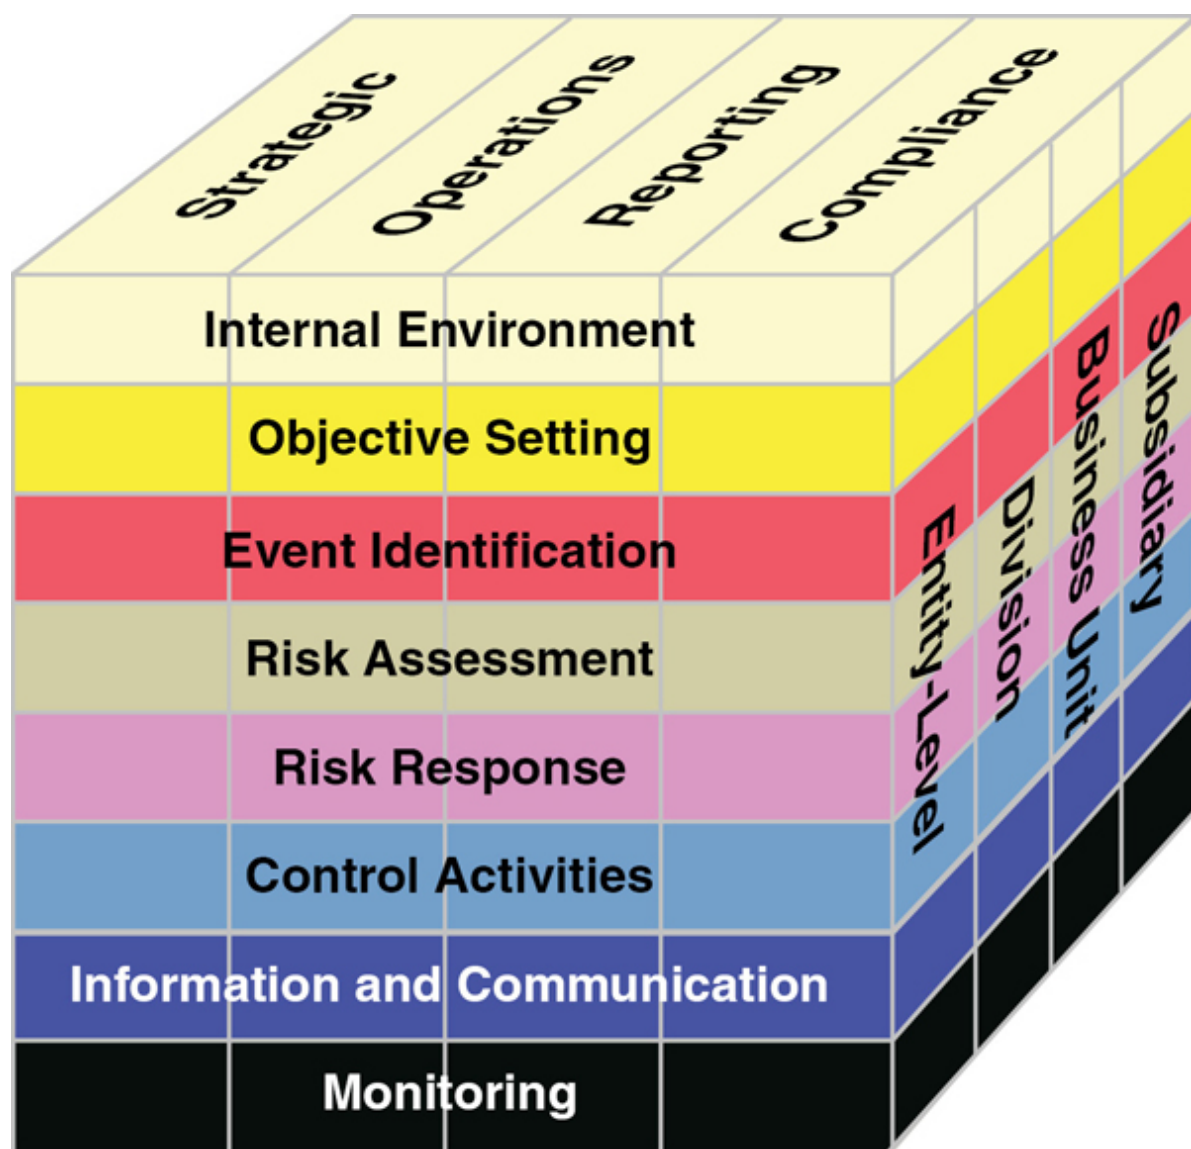 Strategic
Operations
Reporting
Compliance
Internal Environment
Objective Setting
Event Identification
Risk Assessment
Risk Response
Control Activities
Information and Communication
Monitoring
Entity-Level
Division
Business Unit
Subsidiary